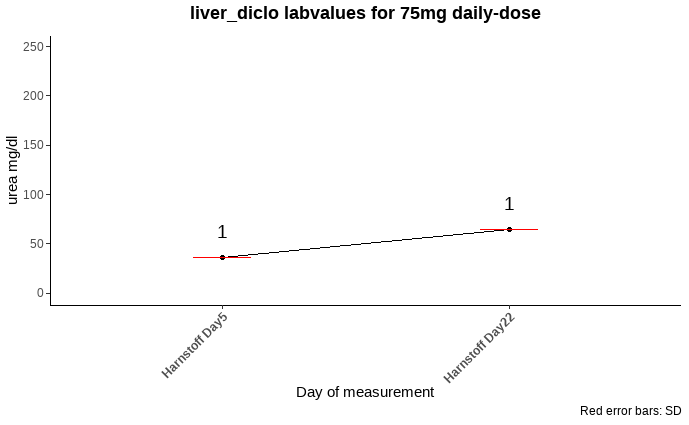 liver_diclo labvalues for 75mg daily-dose
urea mg/dl
250
200
150
100
50
0
1
1
Harnstoff Day5
Harnstoff Day22
Day of measurement
Red error bars: SD